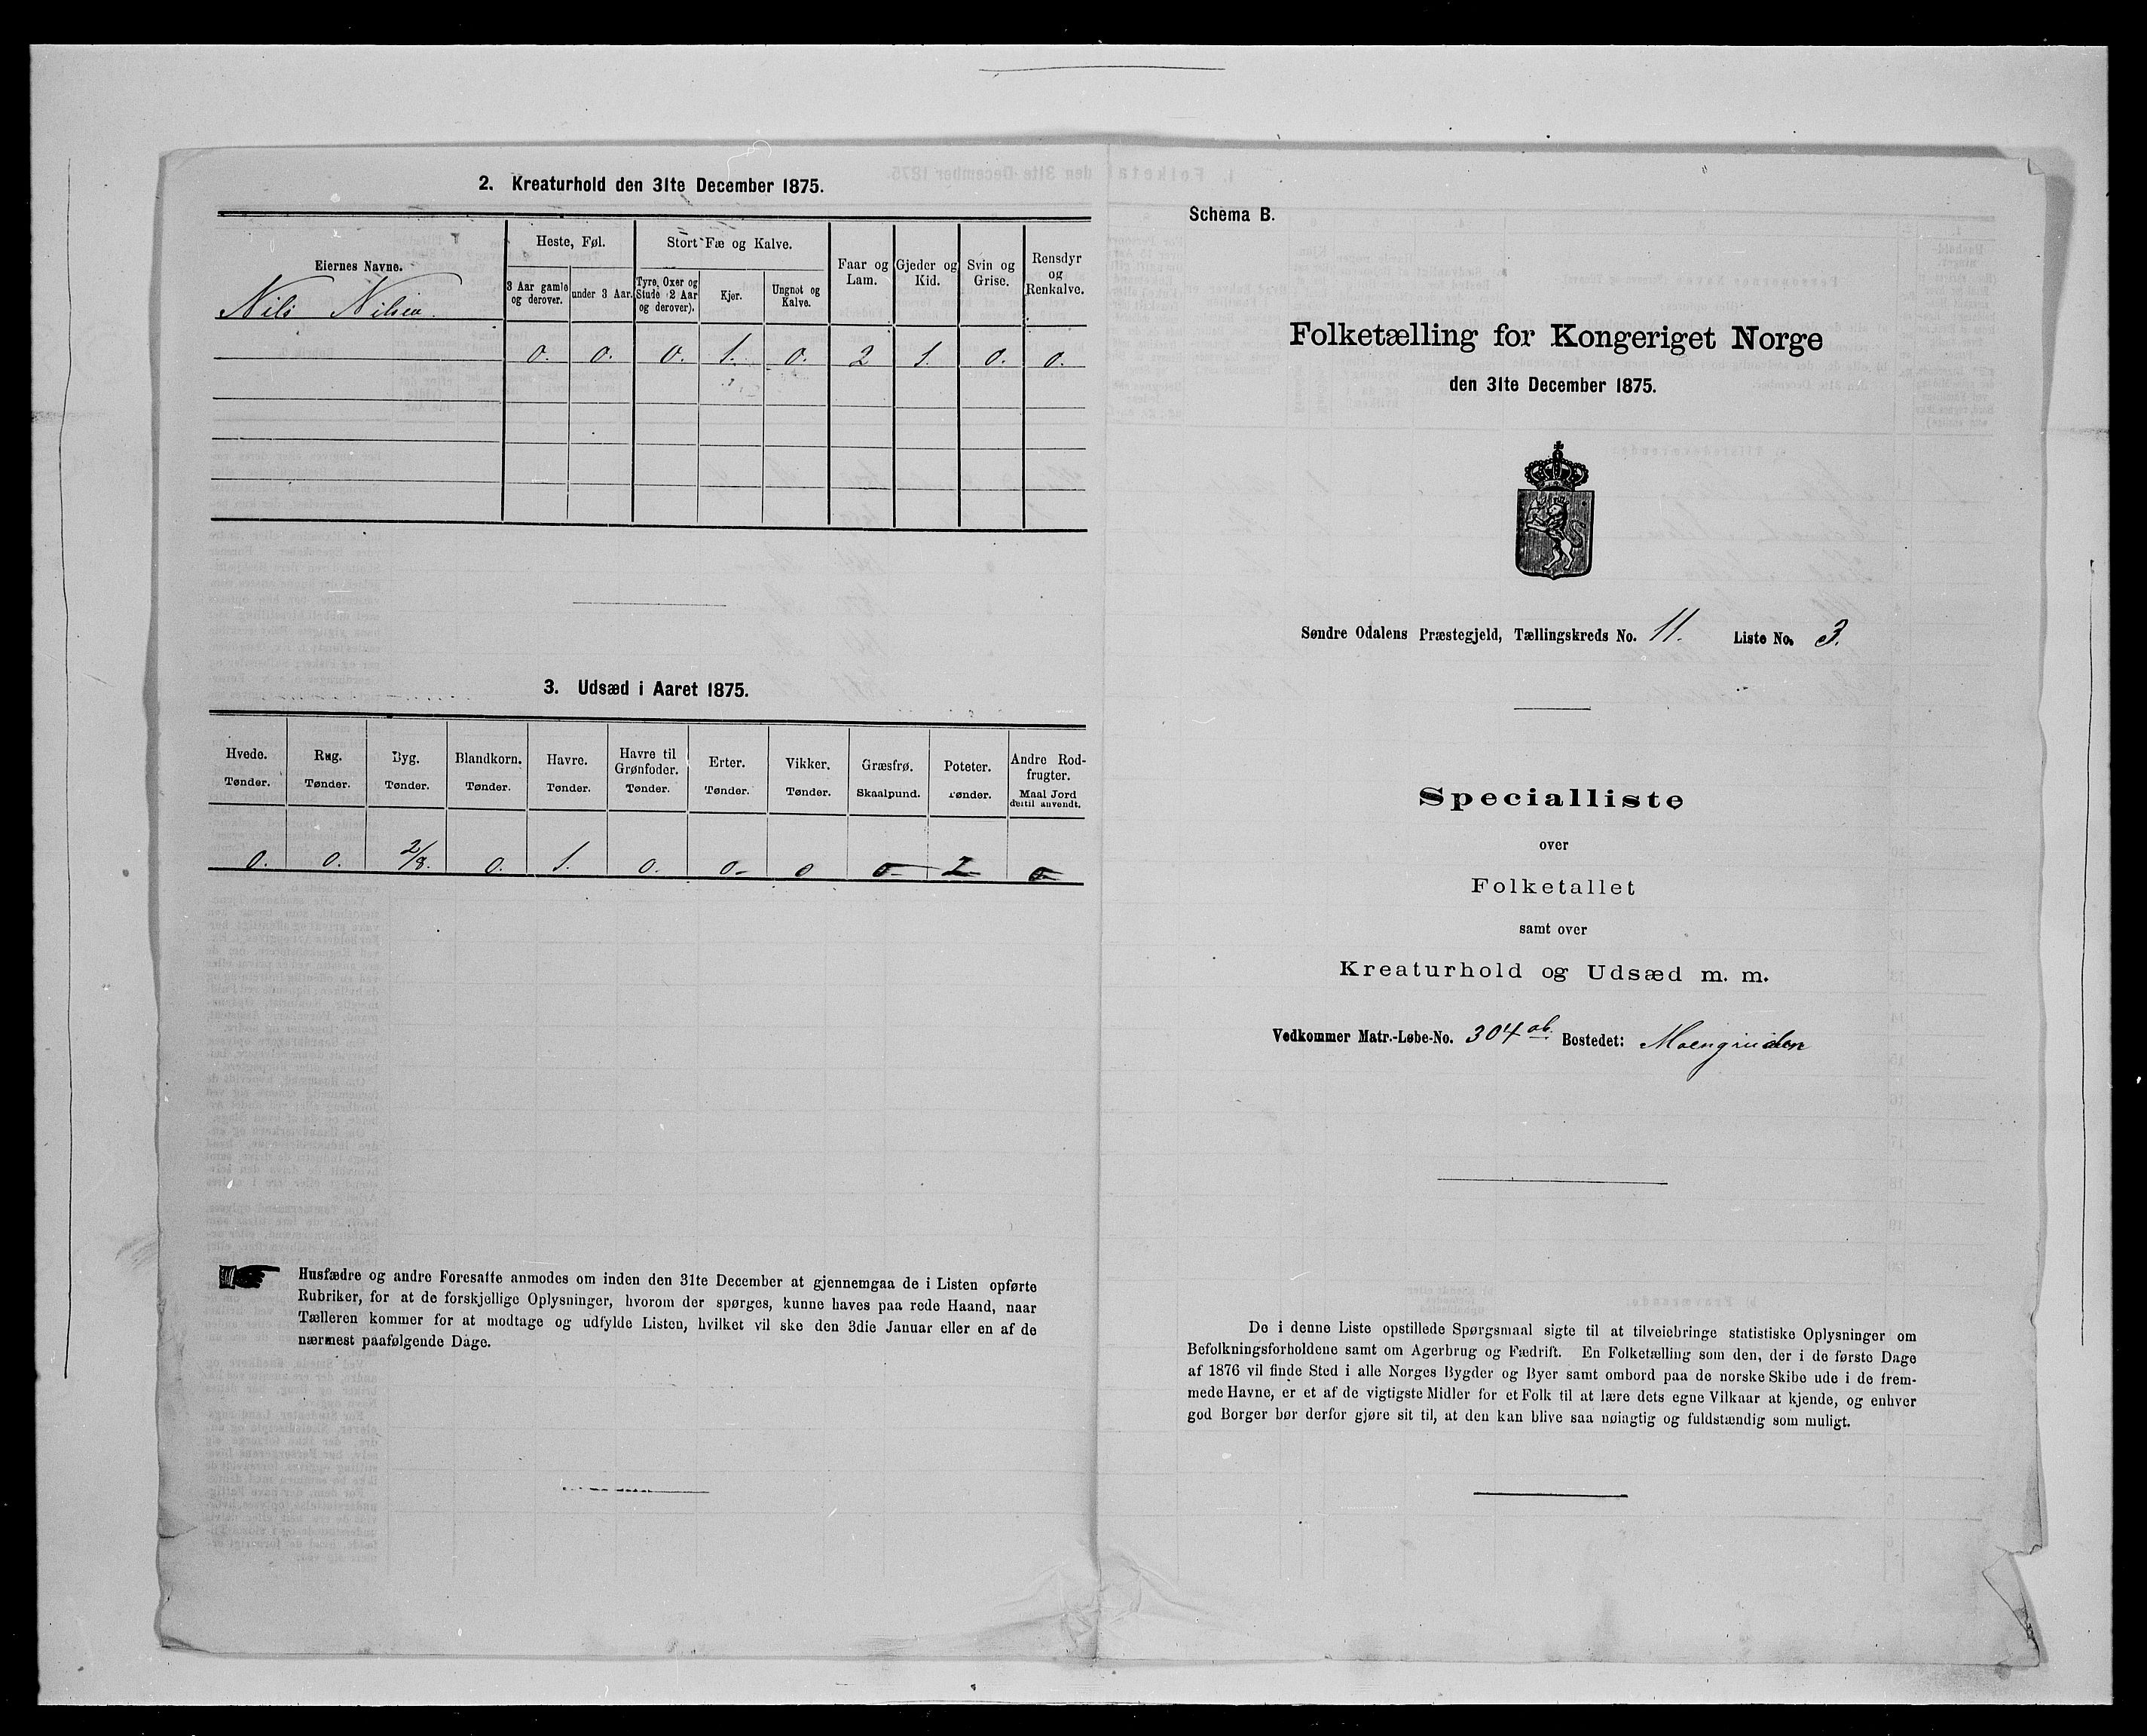 2. Kreaturhold den 31te December 1875.
Eiernes Navne.
Heste, Føl.
Stort Fæ og Kalve.
Faar og Lam.
Gjeder og Kid.
Svin og Grise.
Rensdyr og Renkalve.
3 Aar gamle og derover.
under 3 Aar.
Tyre, Oxer og Stude (2 Aar og derover).
Kjør.
Ungnøt og Kalve.
Nils Nilsen.
0. 0. 0. 1. 0. 2 1. 0. 0.
3. Udsæd i Aaret 1875.
Hvede. Rug. Byg. Blandkorn. Havre. Havre til Grønfoder. Erter. Vikker. Græsfrø. Poteter. Andre Rodfrugter.
Tønder. Tønder. Tønder. Tønder. Tønder. Tønder. Tønder. Tønder. Skaalpund. Tønder. Maal Jord dertil anvendt.
0. 0. 2/8. 0. 1. 0. 0- 0 0- 2- 0-
Husfædre og andre Foresatte anmodes om inden den 31te December at gjennemgaa de i Listen opførte
Rubriker, for at de forskjellige Oplysninger, hvorom der spørges, kunne haves paa rede Haand, naar
Tælleren kommer for at modtage og udfylde Listen, hvilket vil ske den 3die Januar eller en af de
nærmest paafølgende Dage.
Schema B.
Folketælling for Kongeriget Norge
den 31te December 1875.
Søndre Odalens Præstegjeld, Tællingskreds No. 11. Liste No. 3.
Specialliste
over
Folketallet
samt over
Kreaturhold og Udsæd m. m.
Vedkommer Matr.-Løbe-No. 304 ab. Bostedet:
De i denne Liste opstillede Spørgsmaal sigte til at tilveiebringe statistiske Oplysninger om
Befolkningsforholdene samt om Agerbrug og Fædrift. En Folketælling som den, der i de første Dage
af 1876 vil finde Sted i alle Norges Bygder og Byer samt ombord paa de norske Skibe ude i de frem-
mede Havne, er et af de vigtigste Midler for et Folk til at lære dets egne Vilkaar at kjende, og enhver
god Borger bør derfor gjøre sit til, at den kan blive saa nøiagtig og fuldstændig som muligt.